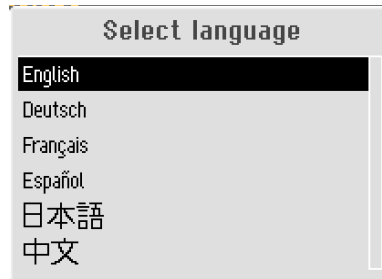 Select language
English
Deutsch
Français
Español
日本語
中文